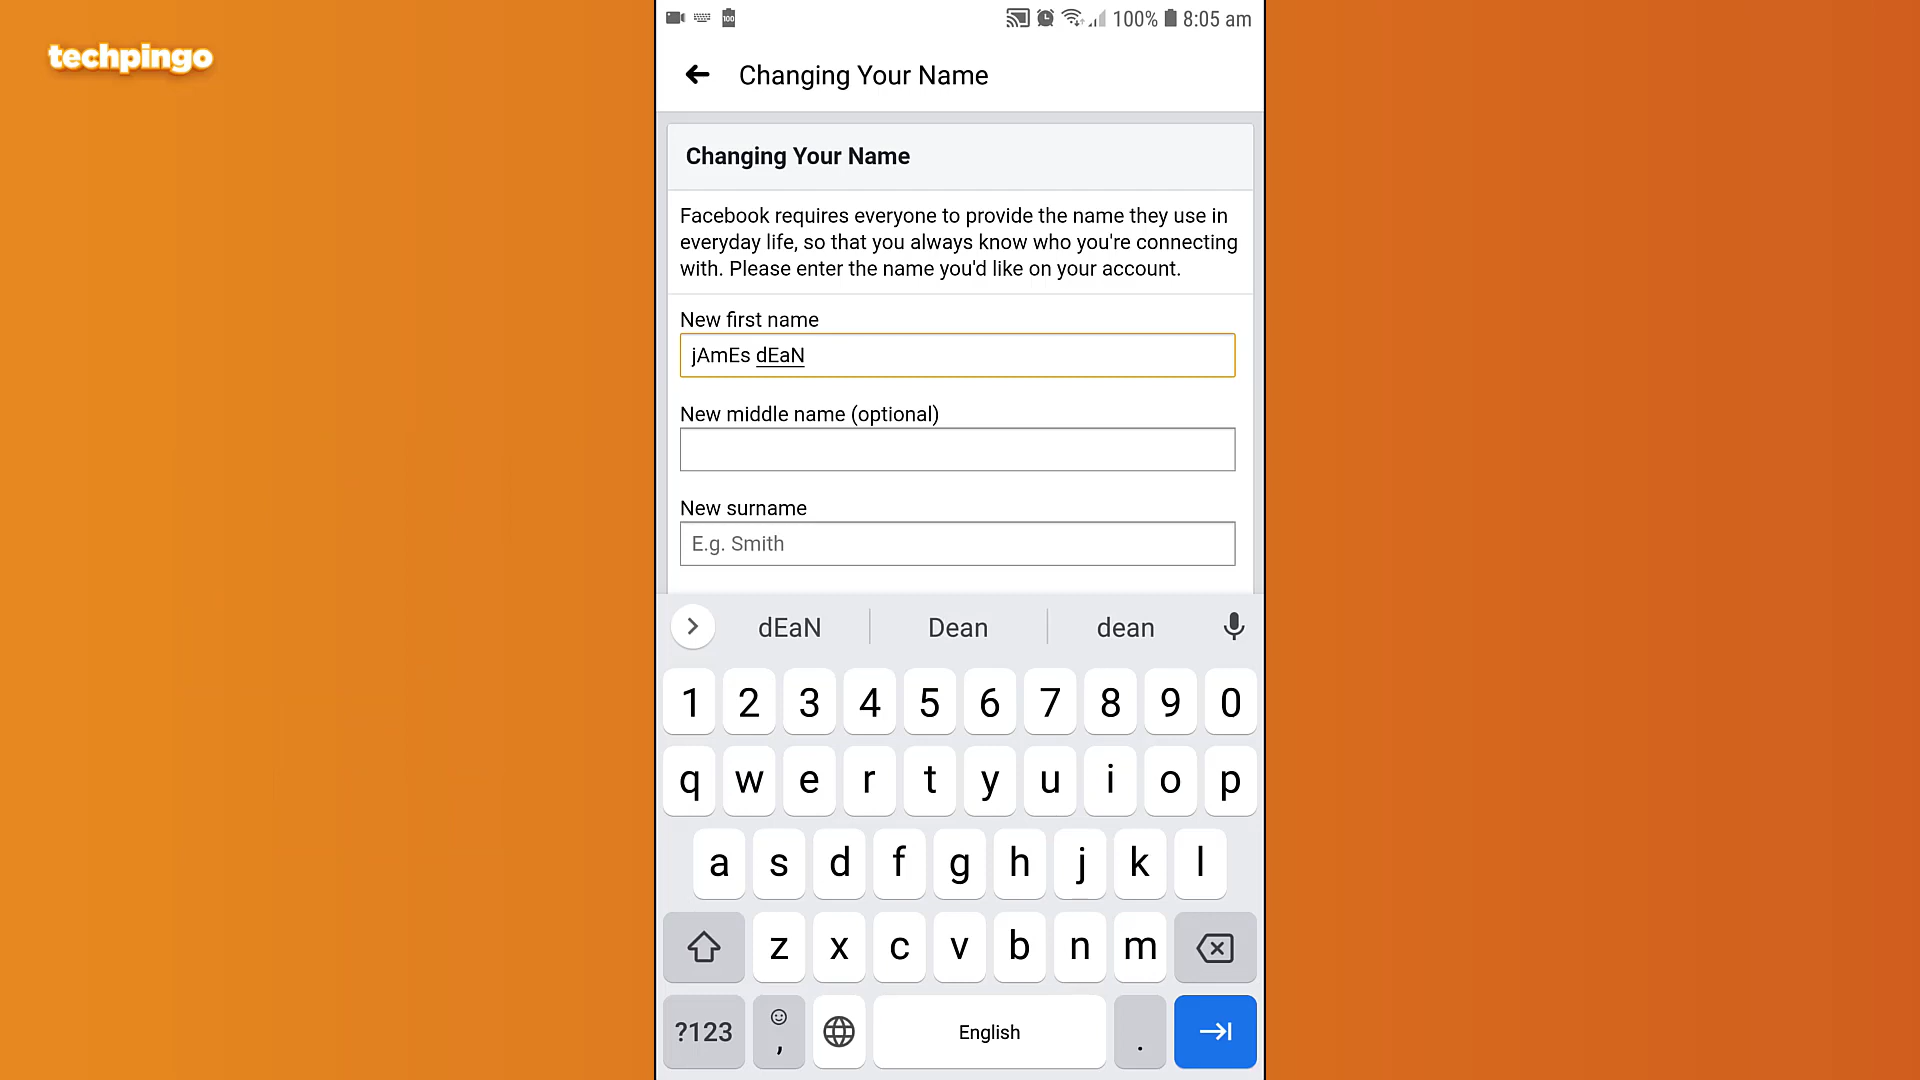 techpingo
100
100% 8:05 am
Changing Your Name
Changing Your Name
Facebook requires everyone to provide the name they use in
everyday life, so that you always know who you're connecting
with. Please enter the name you'd like on your account.
New first name
jAmEs dEaN
New middle name (optional)
New surname
E.g. Smith
dEaN Dean dean
1 2 3 4 5 6 7 8 9 0
q w e r t y u i o p
a s d f g h j k l
z x c v b n m
?123 , English .